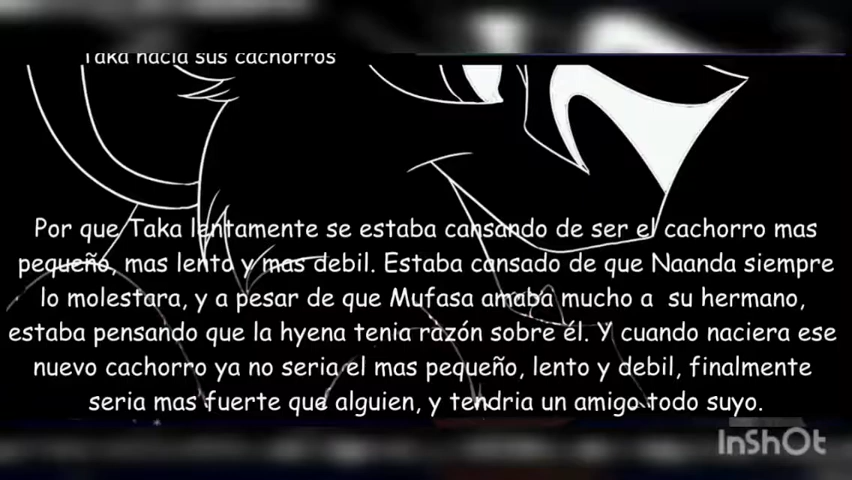 Taka hacia sus cachorros
Por que Taka lentamente se estaba cansando de ser el cachorro mas
pequeño, mas lento y mas debil. Estaba cansado de que Naanda siempre
lo molestara, y a pesar de que Mufasa amaba mucho a su hermano,
estaba pensando que la hyena tenia razón sobre él. Y cuando naciera ese
nuevo cachorro ya no seria el mas pequeño, lento y debil, finalmente
seria mas fuerte que alguien, y tendria un amigo todo suyo.
InShOt